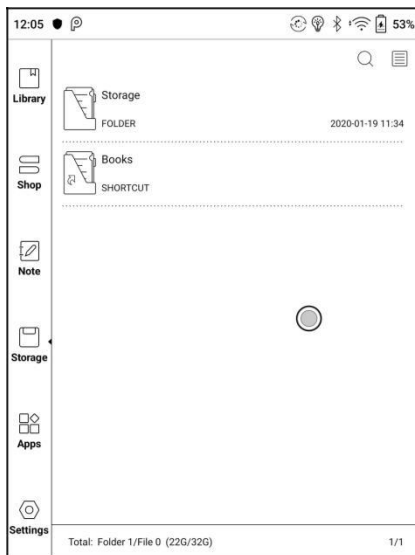 12:05
53%
Library
Storage
FOLDER
2020-01-19 11:34
Books
SHORTCUT
Shop
Note
Storage
Apps
Settings
Total: Folder 1/File 0 (22G/32G)
1/1